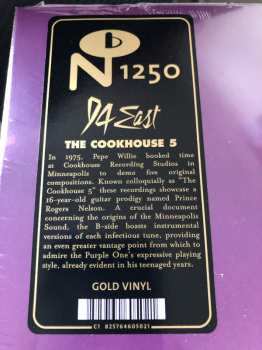 N 1250
94 East
THE COOKHOUSE 5
In 1975, Pepe Willie booked time
at Cookhouse Recording Studios in
Minneapolis to demo five original
compositions. Known colloquially as "The
Cookhouse 5" these recordings showcase a
16-year-old guitar prodigy named Prince
Rogers Nelson. A crucial document
concerning the origins of the Minneapolis
Sound, the B-side boasts instrumental
versions of each infectious tune, providing
an even greater vantage point from which to
admire the Purple One's expressive playing
style, already evident in his teenaged years.
GOLD VINYL
C1 825764605021